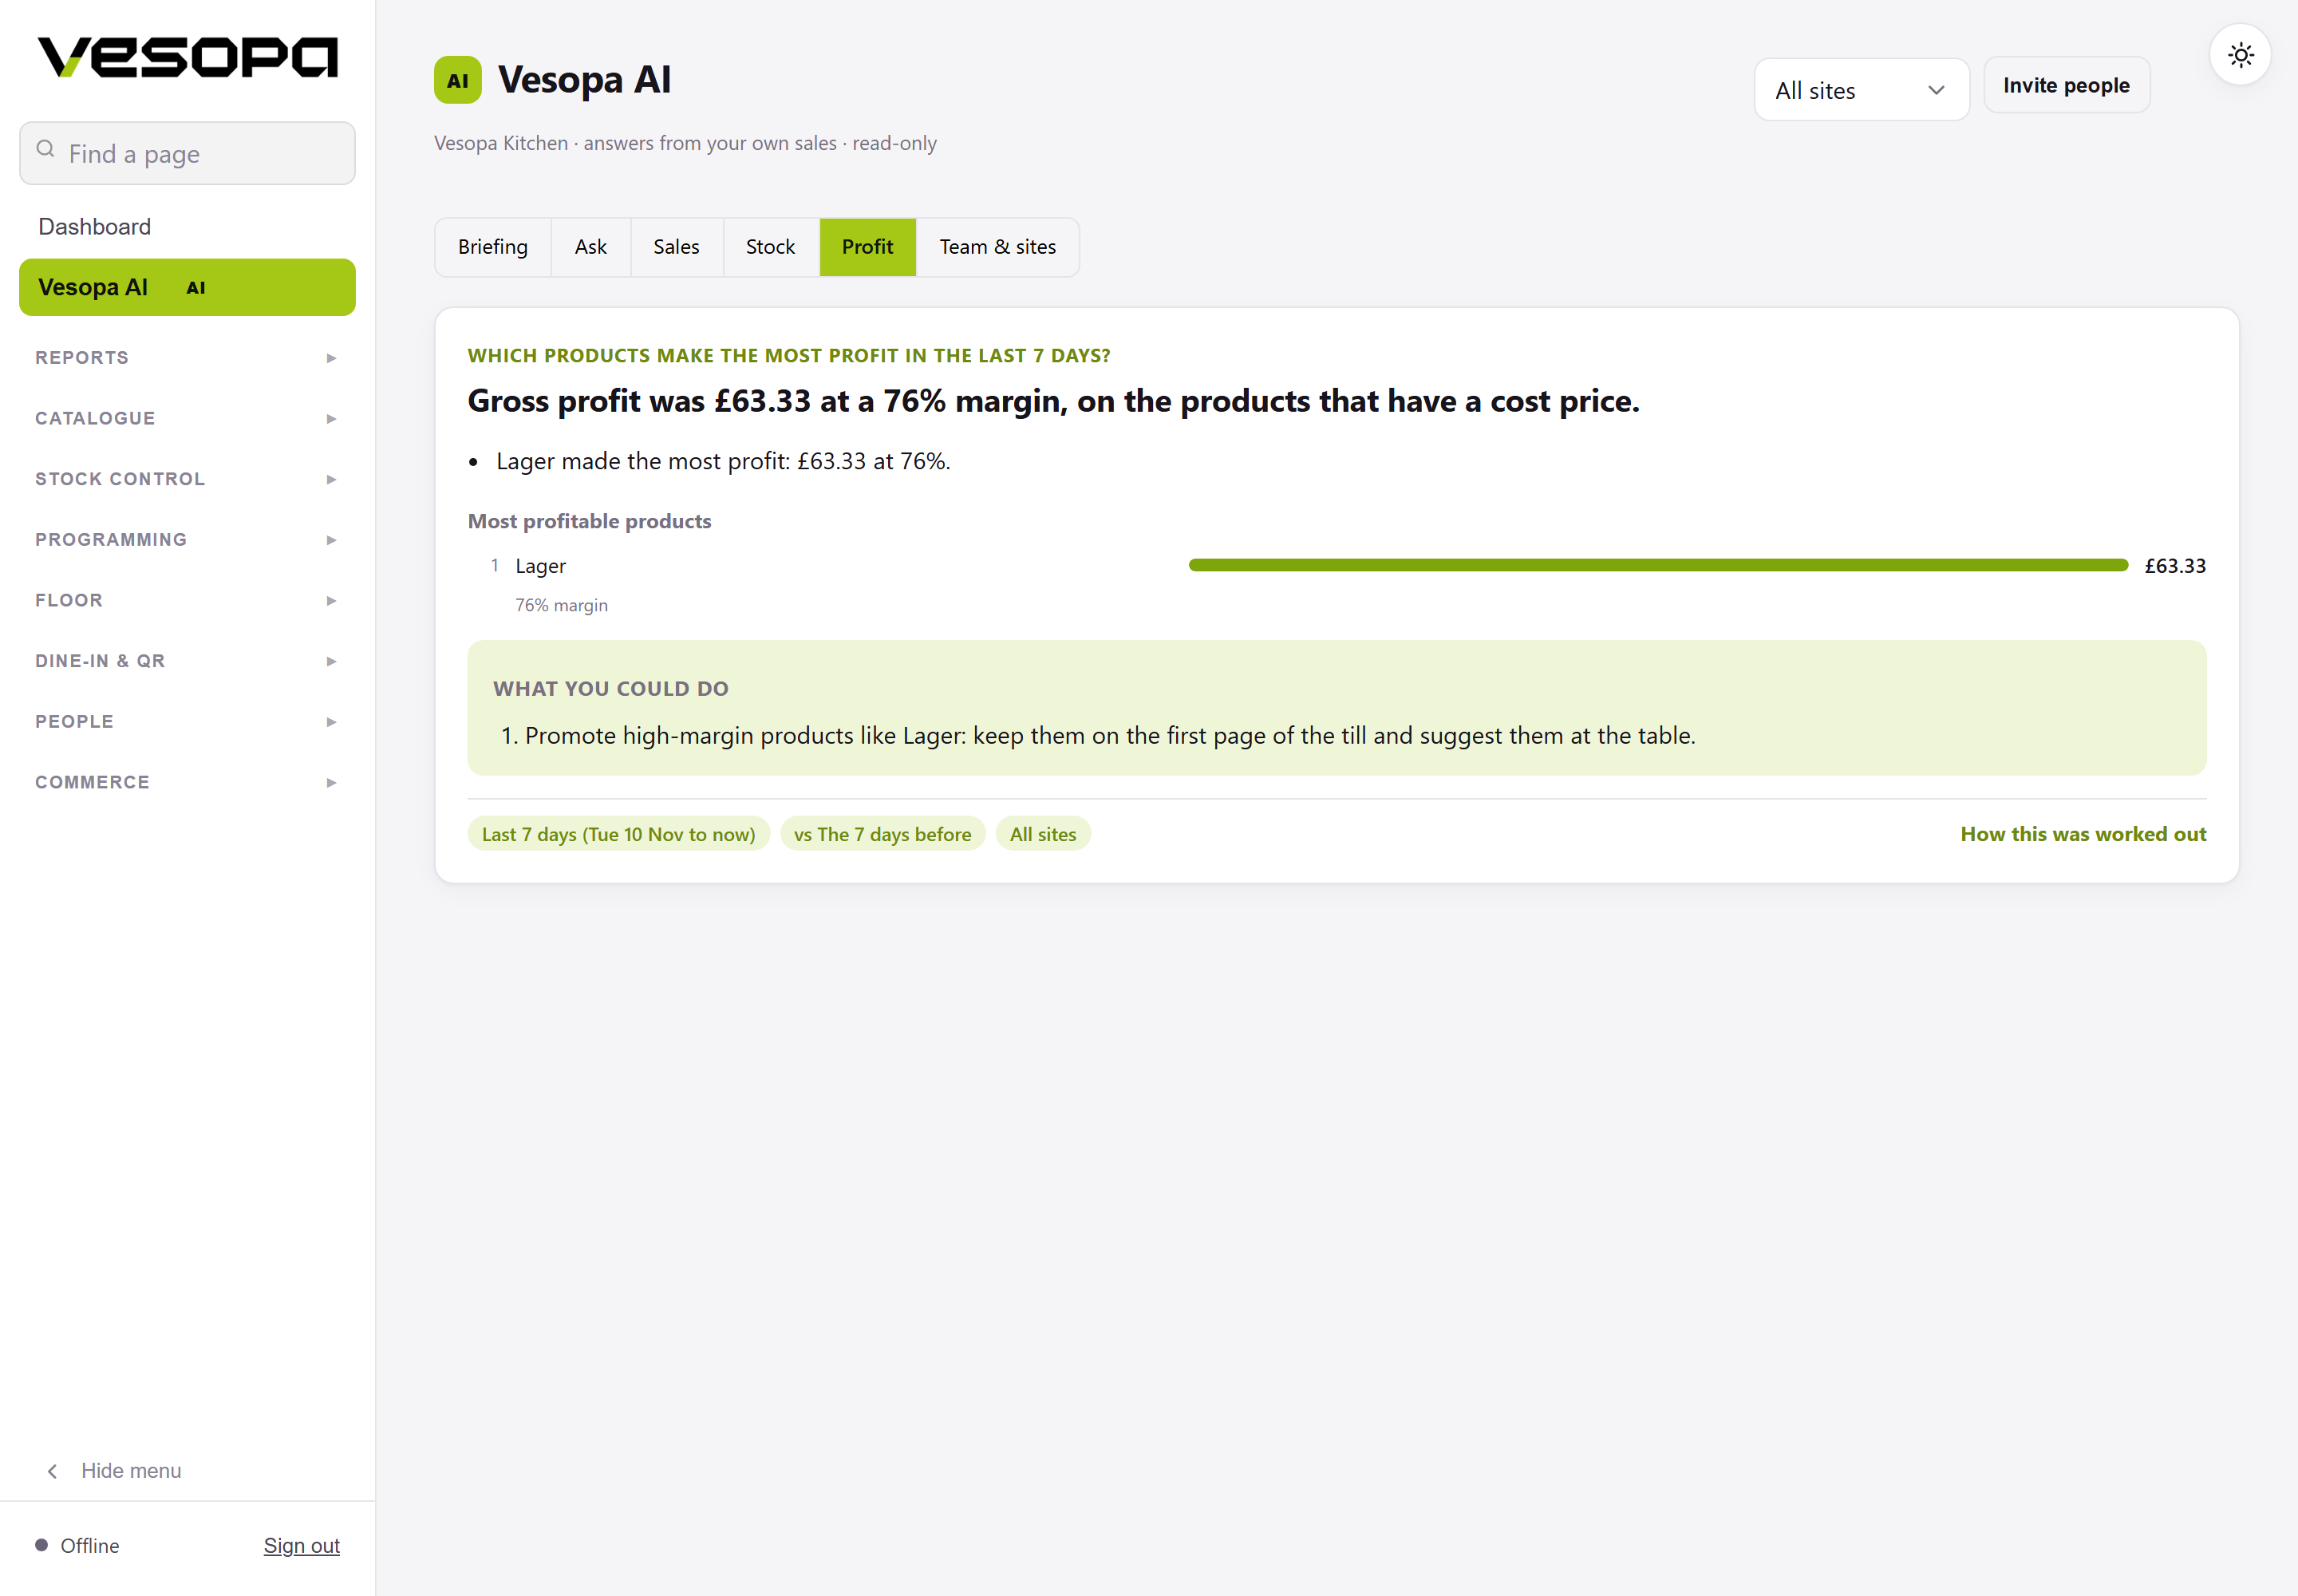 vesopa
Find a page
Dashboard
Vesopa AI AI
REPORTS
CATALOGUE
STOCK CONTROL
PROGRAMMING
FLOOR
DINE-IN & QR
PEOPLE
COMMERCE
Hide menu
Offline Sign out
AI Vesopa AI
Vesopa Kitchen · answers from your own sales · read-only
All sites
Invite people
Briefing Ask Sales Stock Profit Team & sites
WHICH PRODUCTS MAKE THE MOST PROFIT IN THE LAST 7 DAYS?
Gross profit was £63.33 at a 76% margin, on the products that have a cost price.
• Lager made the most profit: £63.33 at 76%.
Most profitable products
1 Lager £63.33
76% margin
WHAT YOU COULD DO
1. Promote high-margin products like Lager: keep them on the first page of the till and suggest them at the table.
Last 7 days (Tue 10 Nov to now) vs The 7 days before All sites How this was worked out